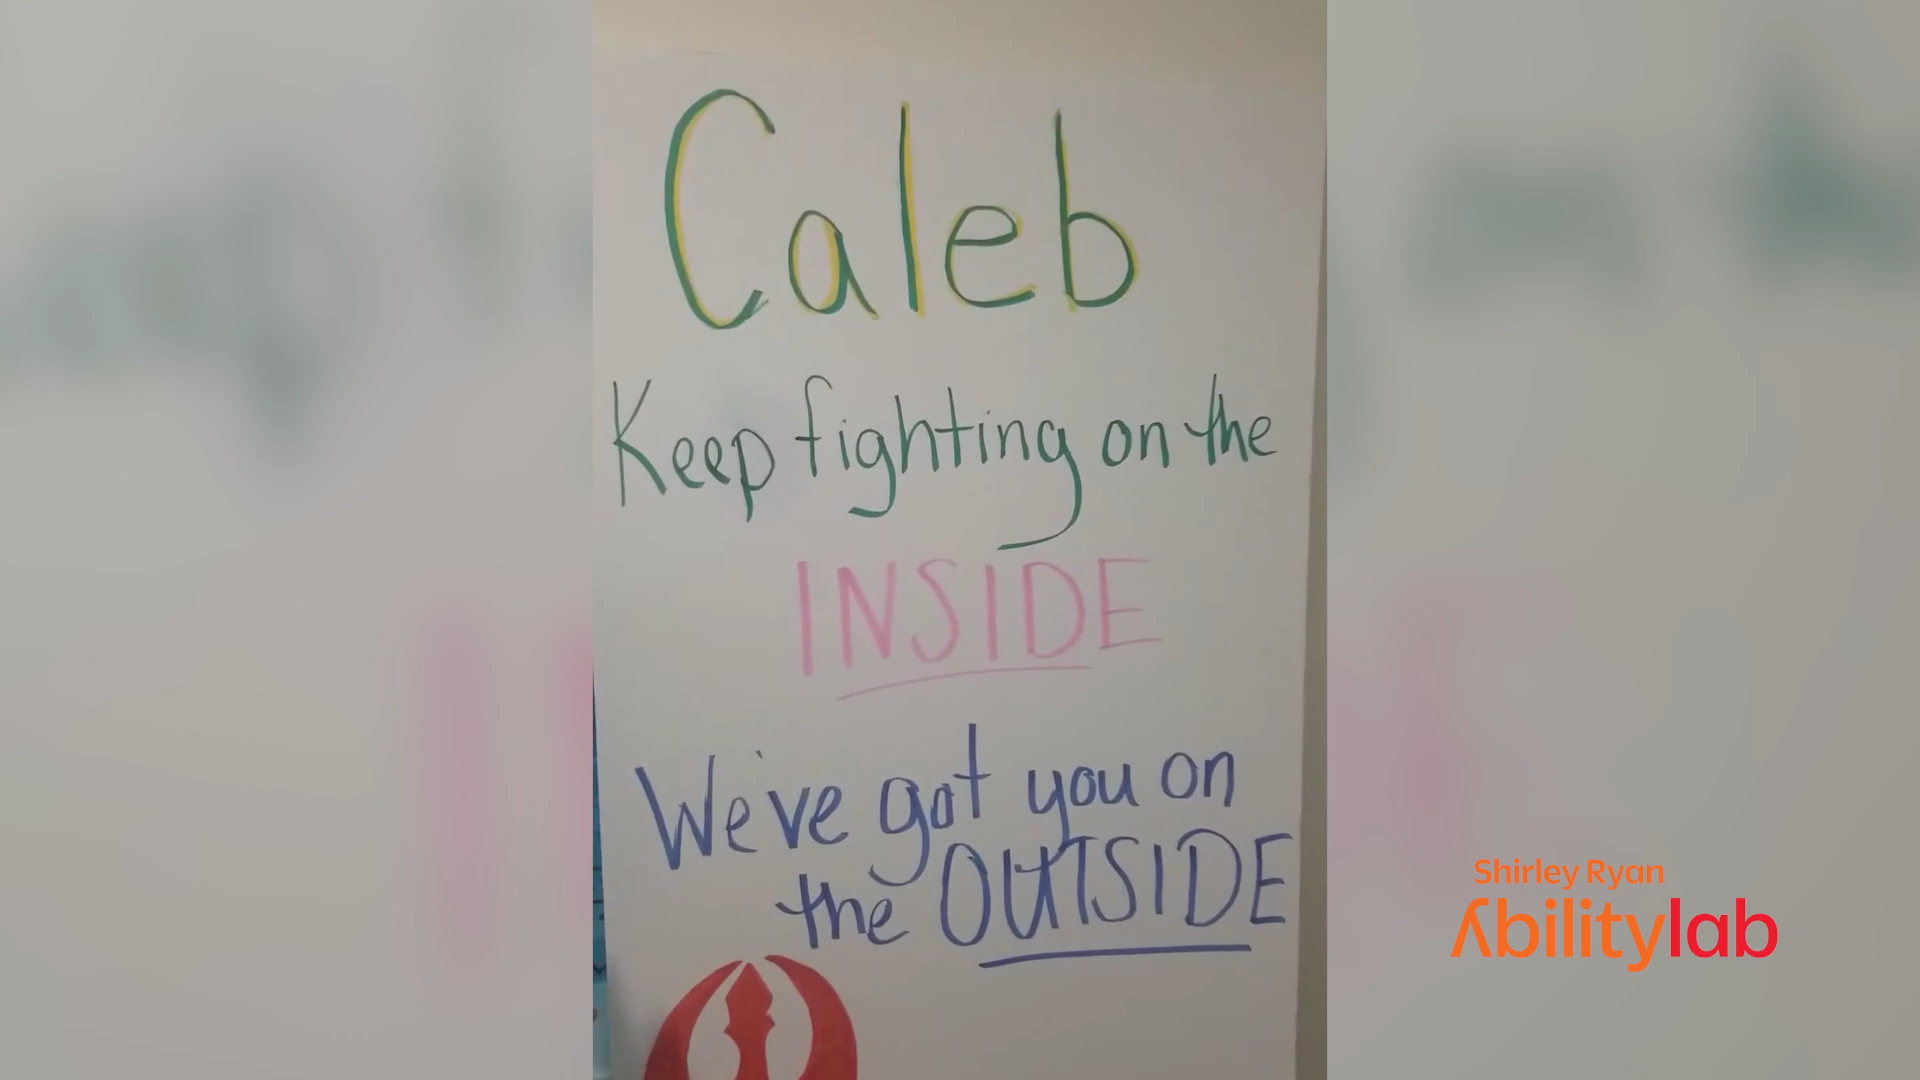 Caleb
Keep fighting on the
INSIDE
We've got you on
the OUTSIDE
Shirley Ryan
Abilitylab